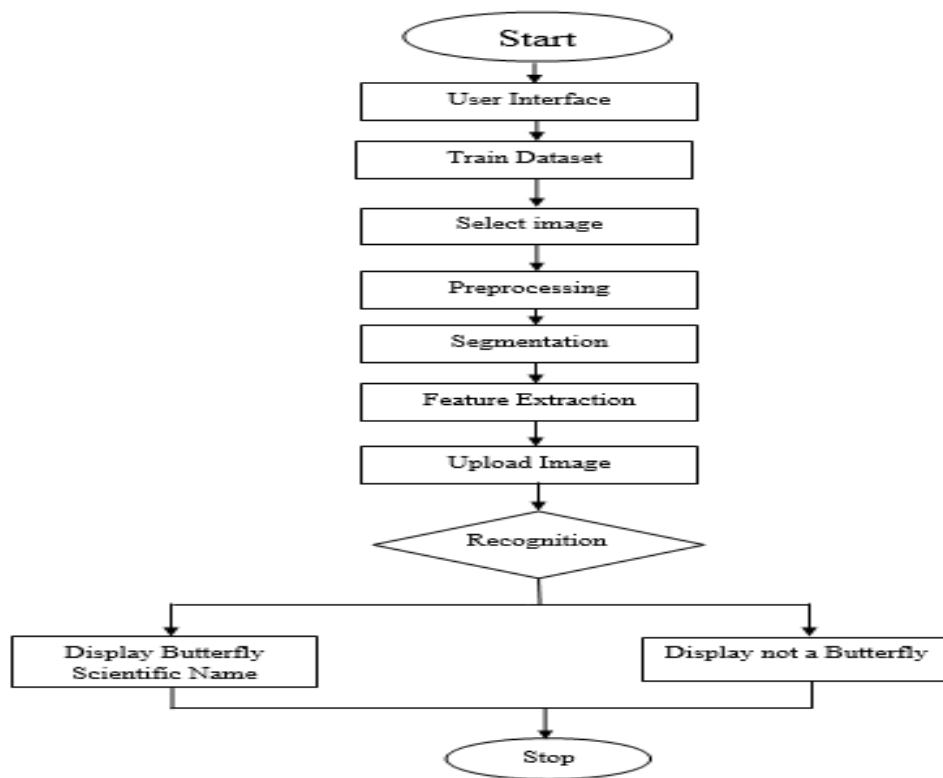 Start
User Interface
Train Dataset
Select image
Preprocessing
Segmentation
Feature Extraction
Upload Image
Recognition
Display Butterfly
Scientific Name
Display not a Butterfly
Stop